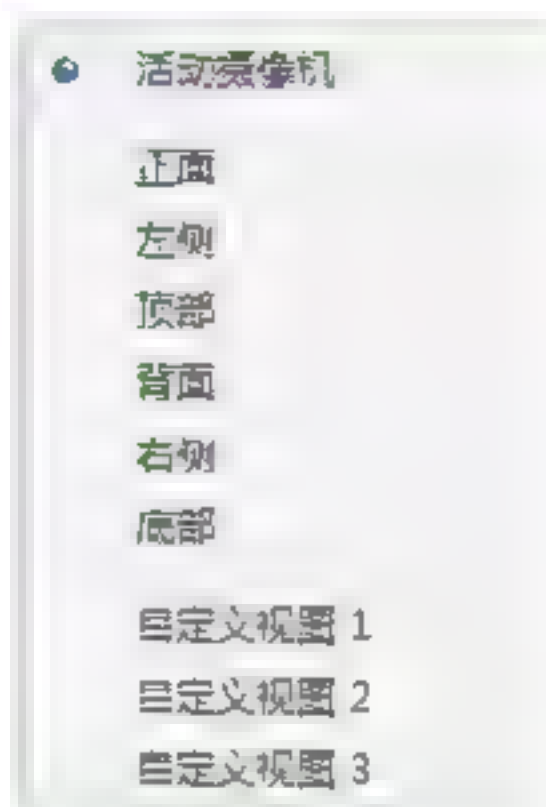 活动摄像机
正面
左侧
顶部
背面
右侧
底部
自定义视图 1
自定义视图 2
自定义视图 3